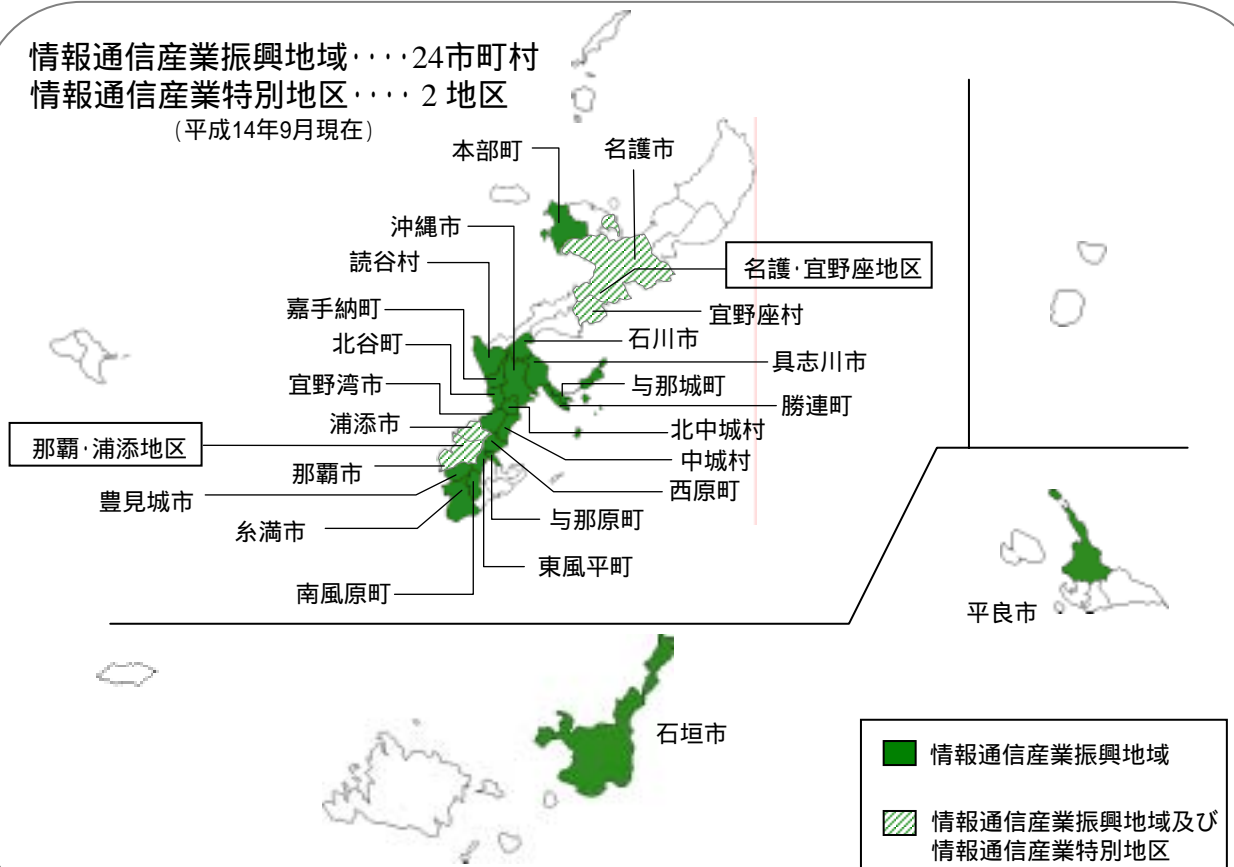 情報通信産業振興地域････24市町村
情報通信産業特別地区････ 2 地区
(平成14年9月現在)
本部町
名護市
沖縄市
読谷村
名護･宜野座地区
嘉手納町
宜野座村
北谷町
石川市
具志川市
宜野湾市
与那城町
勝連町
浦添市
北中城村
那覇･浦添地区
中城村
那覇市
西原町
豊見城市
与那原町
糸満市
東風平町
南風原町
平良市
石垣市
情報通信産業振興地域
情報通信産業振興地域及び
情報通信産業特別地区